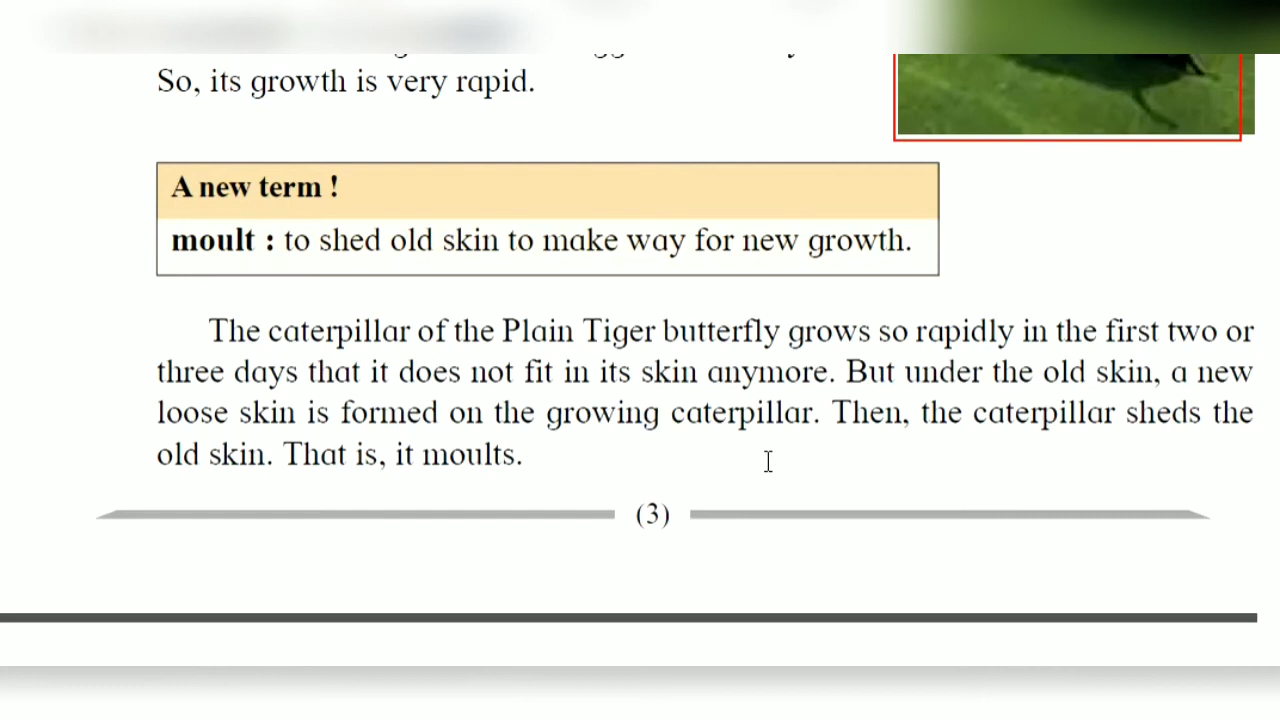 So, its growth is very rapid.
A new term !
moult : to shed old skin to make way for new growth.
The caterpillar of the Plain Tiger butterfly grows so rapidly in the first two or
three days that it does not fit in its skin anymore. But under the old skin, a new
loose skin is formed on the growing caterpillar. Then, the caterpillar sheds the
old skin. That is, it moults.
(3)